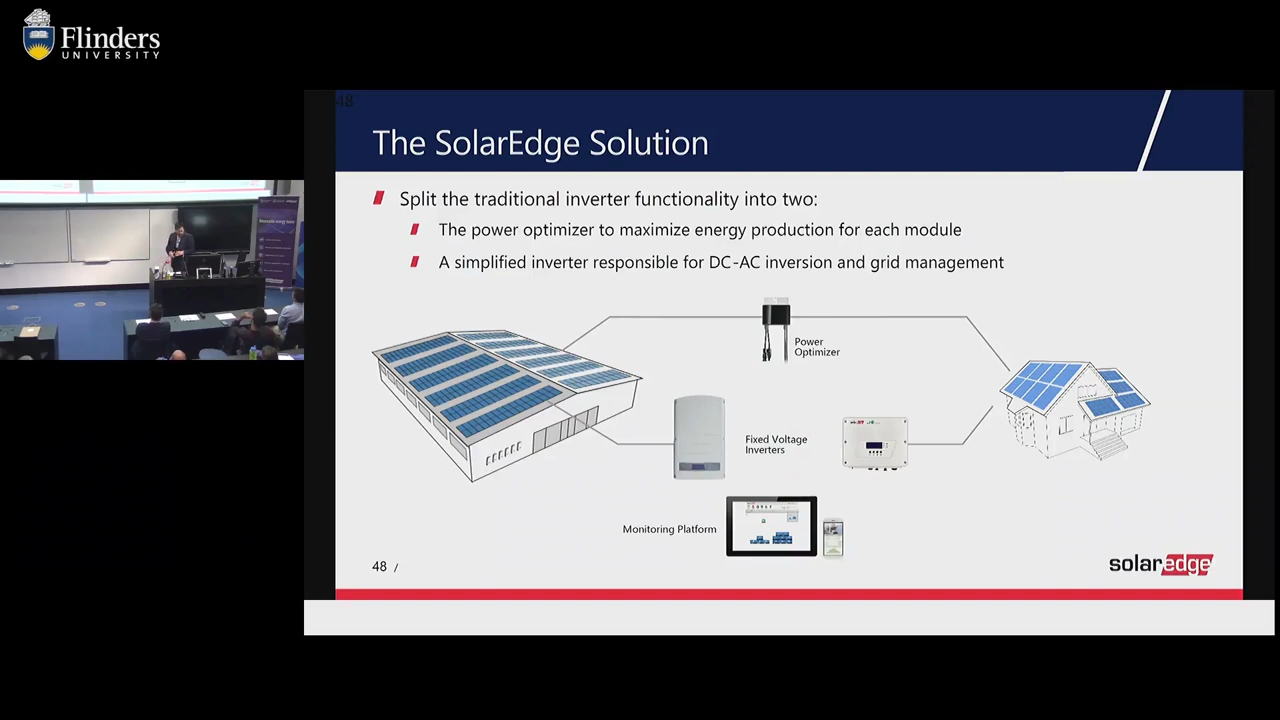 Flinders
UNIVERSITY
48
The SolarEdge Solution
Split the traditional inverter functionality into two:
The power optimizer to maximize energy production for each module
A simplified inverter responsible for DC-AC inversion and grid management
Power
Optimizer
Fixed Voltage
Inverters
Monitoring Platform
48 /
solaredge